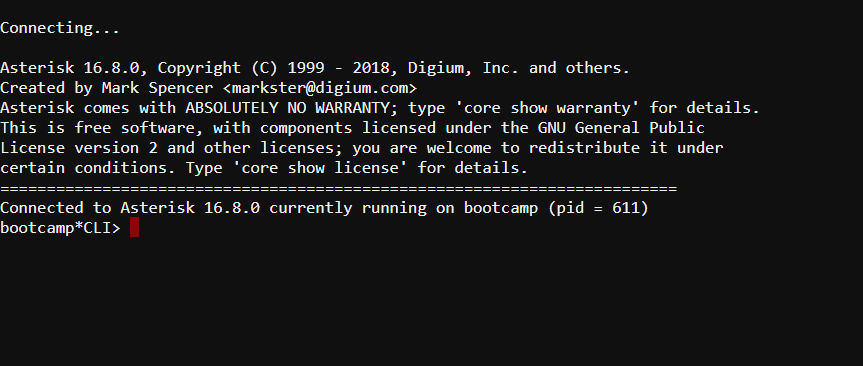 Connecting...
Asterisk 16.8.0, Copyright (C) 1999 - 2018, Digium, Inc. and others.
Created by Mark Spencer <markster@digium.com>
Asterisk comes with ABSOLUTELY NO WARRANTY; type 'core show warranty' for details.
This is free software, with components licensed under the GNU General Public
License version 2 and other licenses; you are welcome to redistribute it under
certain conditions. Type 'core show license' for details.
=========================================================================
Connected to Asterisk 16.8.0 currently running on bootcamp (pid = 611)
bootcamp*CLI>